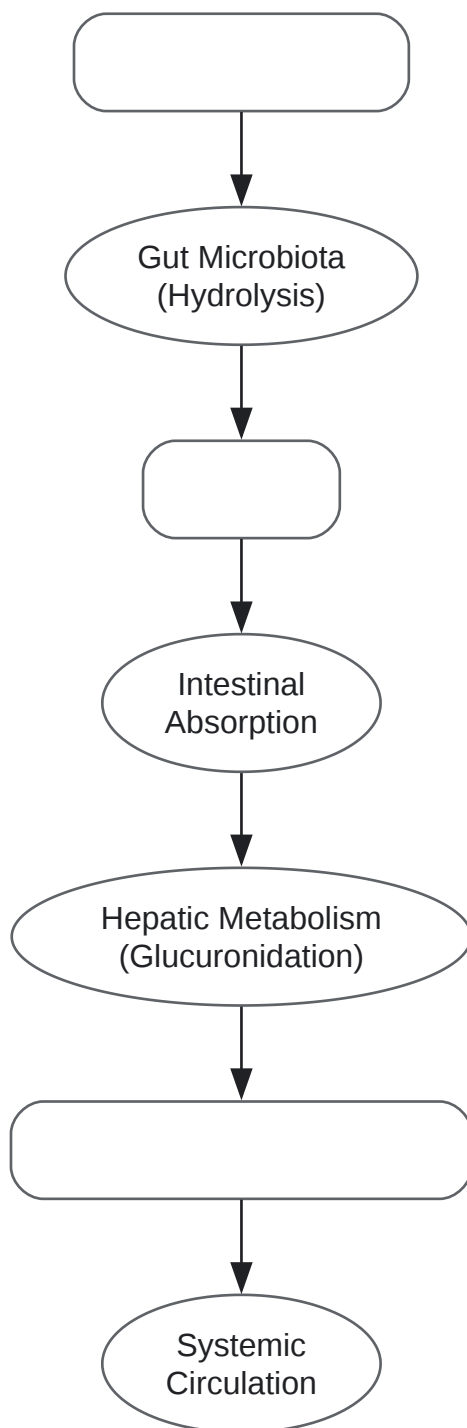 Gut Microbiota
(Hydrolysis)
Intestinal
Absorption
Hepatic Metabolism
(Glucuronidation)
Systemic
Circulation